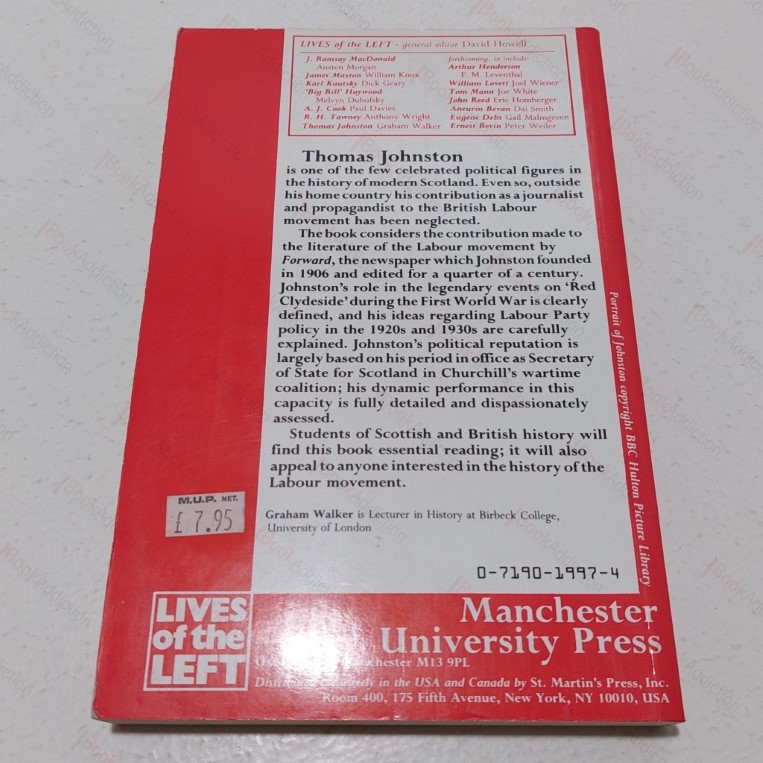 LIVES of the LEFT - general editor David Howell
J. Ramsay MacDonald
Austen Morgan
James Maxton William Knox
Karl Kautsky Dick Geary
'Big Bill' Haywood
Melvyn Dubofsky
A. J. Cook Paul Davies
R. H. Tawney Anthony Wright
Thomas Johnston Graham Walker
forthcoming, to include:
Arthur Henderson
F. M. Leventhal
William Lovett Joel Wiener
Tom Mann Joe White
John Reed Eric Homberger
Aneurin Bevan Dai Smith
Eugene Debs Gail Malmgreen
Ernest Bevin Peter Weiler
Thomas Johnston
is one of the few celebrated political figures in
the history of modern Scotland. Even so, outside
his home country his contribution as a journalist
and propagandist to the British Labour
movement has been neglected.
The book considers the contribution made to
the literature of the Labour movement by
Forward, the newspaper which Johnston founded
in 1906 and edited for a quarter of a century.
Johnston's role in the legendary events on 'Red
Clydeside' during the First World War is clearly
defined, and his ideas regarding Labour Party
policy in the 1920s and 1930s are carefully
explained. Johnston's political reputation is
largely based on his period in office as Secretary
of State for Scotland in Churchill's wartime
coalition; his dynamic performance in this
capacity is fully detailed and dispassionately
assessed.
Students of Scottish and British history will
find this book essential reading; it will also
appeal to anyone interested in the history of the
Labour movement.
Graham Walker is Lecturer in History at Birbeck College,
University of London
Portrait of Johnston copyright BBC Hulton Picture Library
M.U.P. NET.
£ 7.95
0-7190-1997-4
LIVES
of the
LEFT
Manchester
University Press
M13 9PL
in the USA and Canada by St. Martin's Press, Inc.
Room 400, 175 Fifth Avenue, New York, NY 10010, USA
BookAddiction